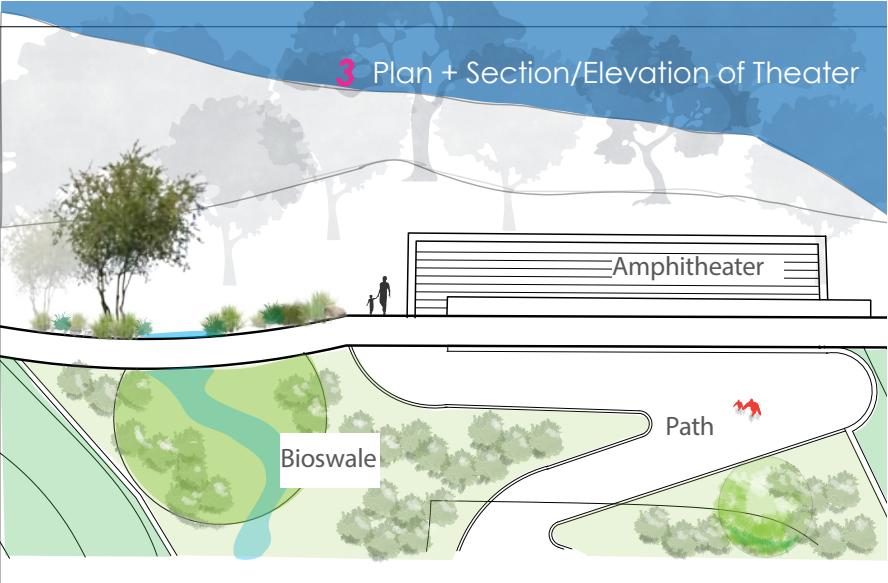 3 Plan + Section/Elevation of Theater
Amphitheater
Path
Bioswale